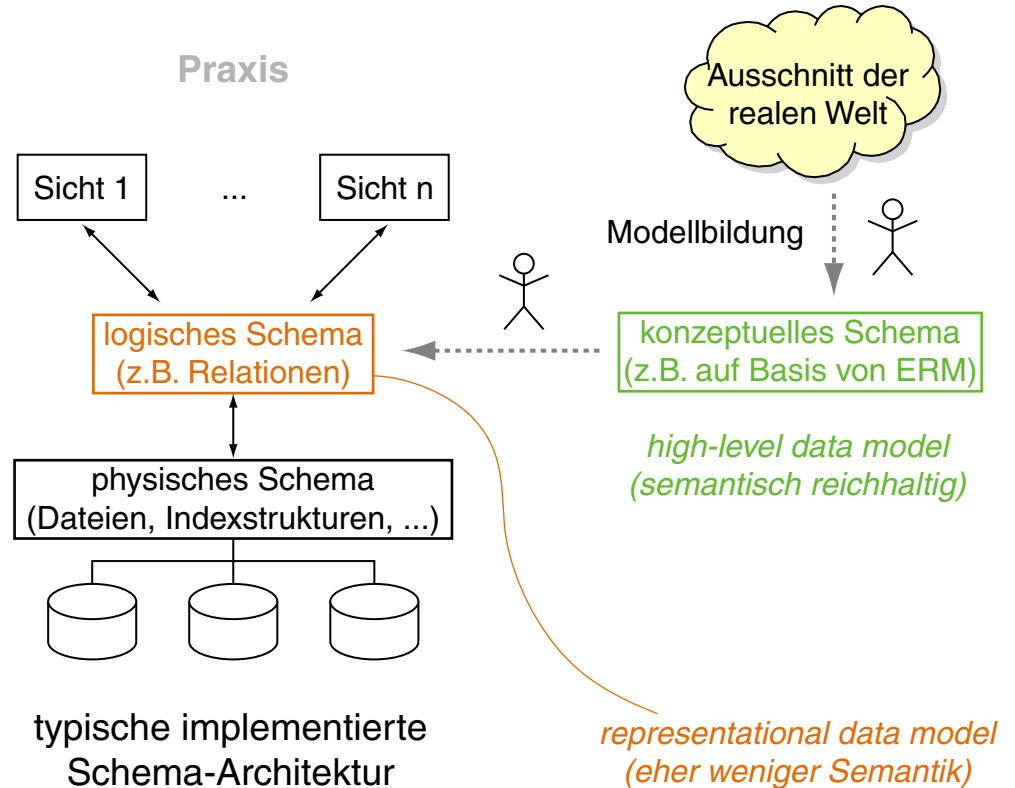 Praxis
Ausschnitt der
realen Welt
Sicht 1
...
Sicht n
Modellbildung
logisches Schema
(z.B. Relationen)
konzeptuelles Schema
(z.B. auf Basis von ERM)
high-level data model
(semantisch reichhaltig)
physisches Schema
(Dateien, Indexstrukturen, ...)
typische implementierte
Schema-Architektur
representational data model
(eher weniger Semantik)